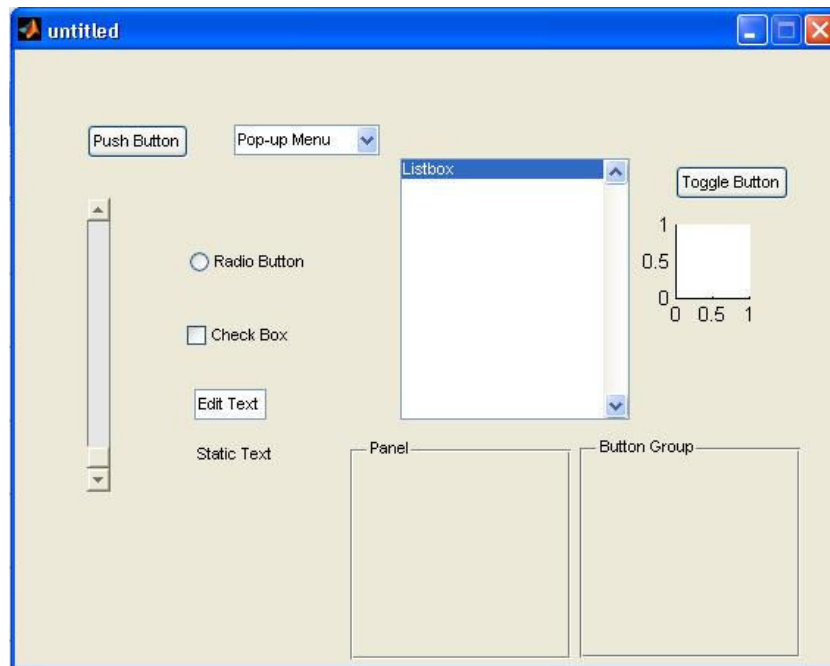 untitled
Push Button
Pop-up Menu
Listbox
Toggle Button
1
0.5
0
0 0.5 1
Radio Button
Check Box
Edit Text
Static Text
Panel
Button Group